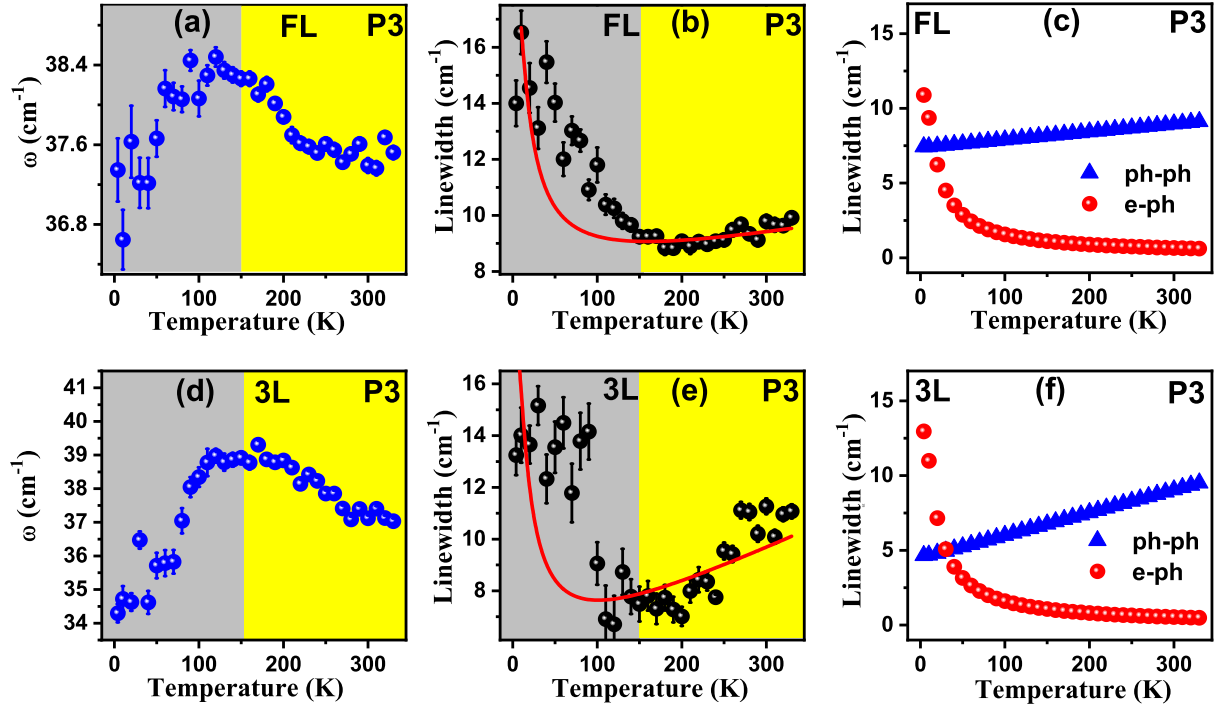 (a) FL P3
38.4
37.6
36.8
ω (cm-1)
0 100 200 300
Temperature (K)
FL (b) P3
16
14
12
10
8
Linewidth (cm-1)
0 100 200 300
Temperature (K)
FL (c) P3
15
10
5
0
Linewidth (cm-1)
ph-ph
e-ph
0 100 200 300
Temperature (K)
(d) 3L P3
41
40
39
38
37
36
35
34
ω (cm-1)
0 100 200 300
Temperature (K)
3L (e) P3
16
14
12
10
8
Linewidth (cm-1)
0 100 200 300
Temperature (K)
3L (f) P3
15
10
5
0
Linewidth (cm-1)
ph-ph
e-ph
0 100 200 300
Temperature (K)